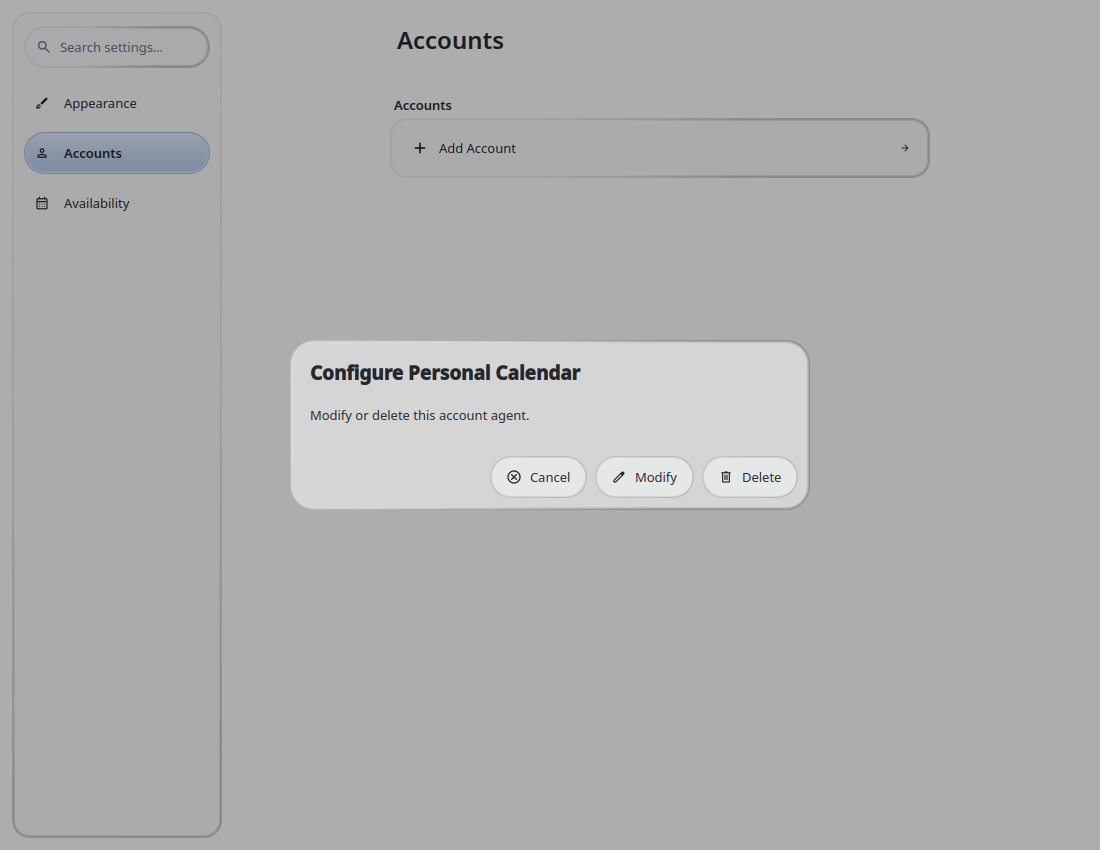 Search settings...
Appearance
Accounts
Availability
Accounts
Accounts
Add Account
Configure Personal Calendar
Modify or delete this account agent.
Cancel
Modify
Delete